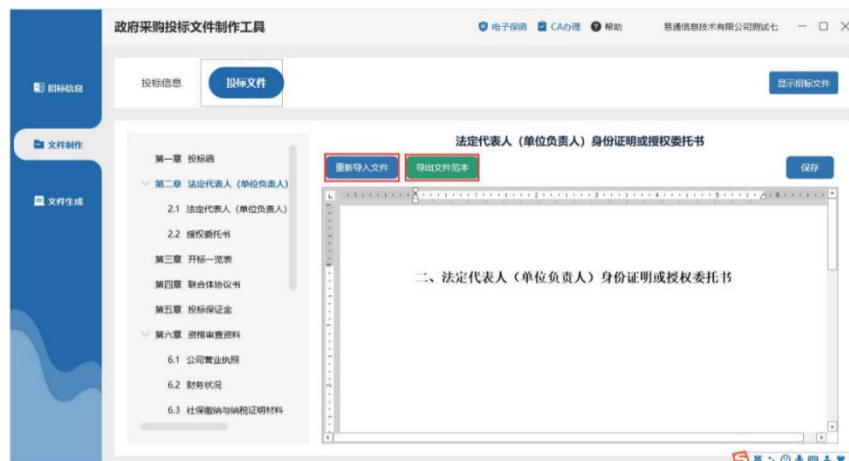 政府采购投标文件制作工具
电子保函 CA办理 帮助 易通信息技术有限公司测试七
招标信息
文件制作
文件生成
投标信息 投标文件 显示招标文件
第一章 投标函
第二章 法定代表人（单位负责人）
2.1 法定代表人（单位负责人）
2.2 授权委托书
第三章 开标一览表
第四章 联合体协议书
第五章 投标保证金
第六章 资格审查资料
6.1 公司营业执照
6.2 财务状况
6.3 社保缴纳与纳税证明材料
法定代表人（单位负责人）身份证明或授权委托书
重新导入文件 导出文件范本 保存
二、法定代表人（单位负责人）身份证明或授权委托书
英